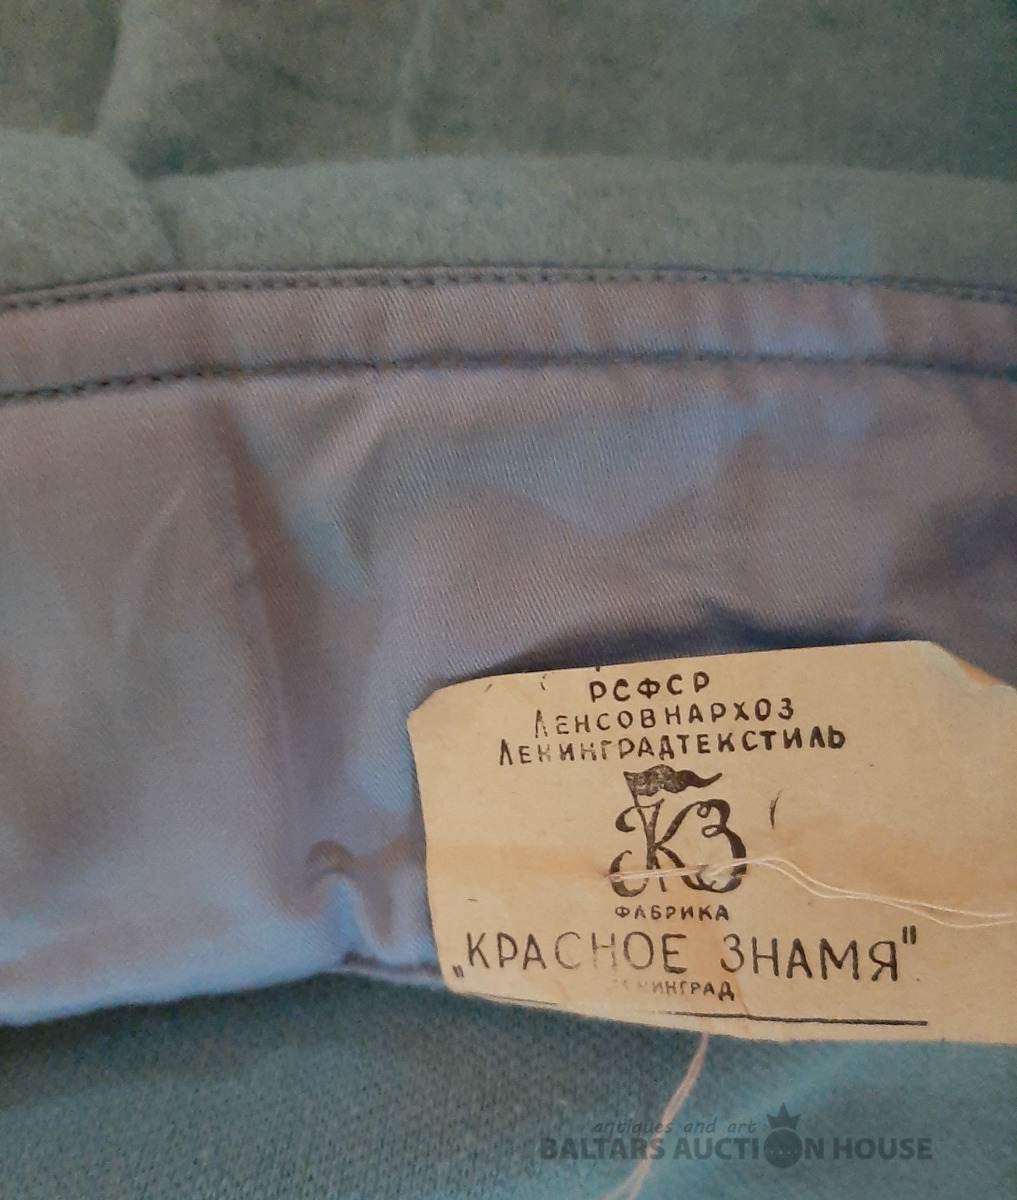 РСФСР
ЛЕНСОВНАРХОЗ
ЛЕНИНГРАДТЕКСТИЛЬ
КЗ
ФАБРИКА
„КРАСНОЕ ЗНАМЯ"
ЛЕНИНГРАД
antiques and art
BALTARS AUCTION HOUSE